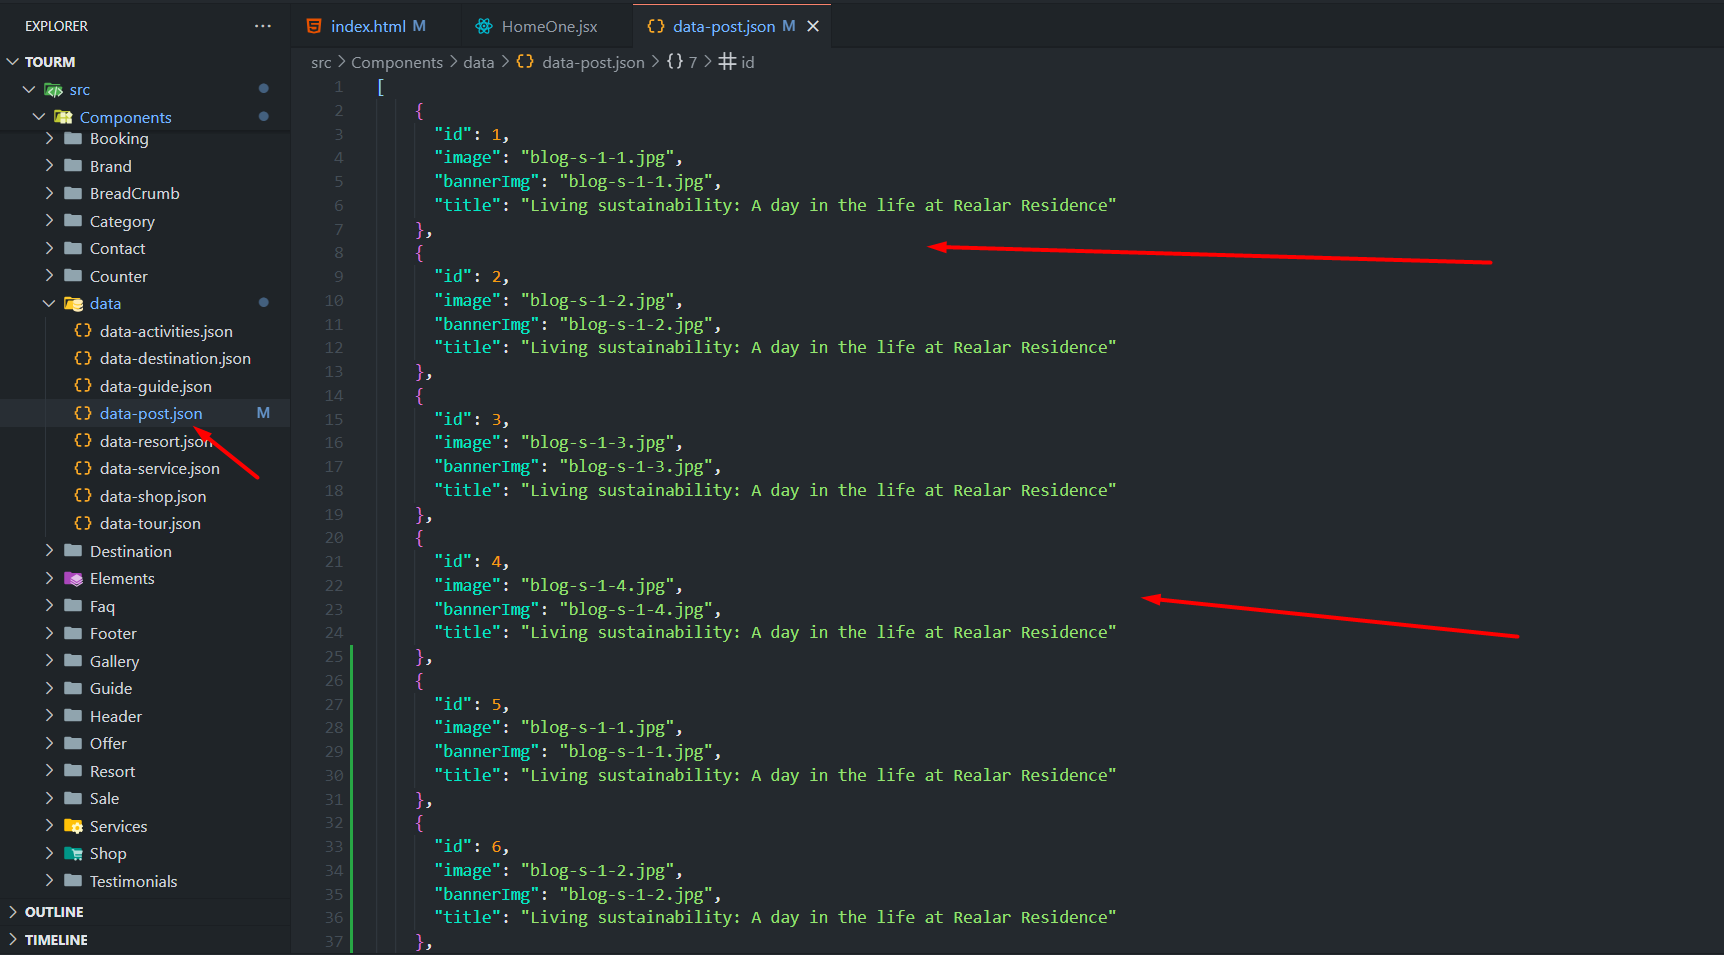 EXPLORER ···
TOURM
src
Components
Booking
Brand
BreadCrumb
Category
Contact
Counter
data
data-activities.json
data-destination.json
data-guide.json
data-post.json M
data-resort.json
data-service.json
data-shop.json
data-tour.json
Destination
Elements
Faq
Footer
Gallery
Guide
Header
Offer
Resort
Sale
Services
Shop
Testimonials
OUTLINE
TIMELINE
index.html M HomeOne.jsx {} data-post.json M ×
src > Components > data > {} data-post.json > {} 7 > # id
1 [
2 {
3 "id": 1,
4 "image": "blog-s-1-1.jpg",
5 "bannerImg": "blog-s-1-1.jpg",
6 "title": "Living sustainability: A day in the life at Realar Residence"
7 },
8 {
9 "id": 2,
10 "image": "blog-s-1-2.jpg",
11 "bannerImg": "blog-s-1-2.jpg",
12 "title": "Living sustainability: A day in the life at Realar Residence"
13 },
14 {
15 "id": 3,
16 "image": "blog-s-1-3.jpg",
17 "bannerImg": "blog-s-1-3.jpg",
18 "title": "Living sustainability: A day in the life at Realar Residence"
19 },
20 {
21 "id": 4,
22 "image": "blog-s-1-4.jpg",
23 "bannerImg": "blog-s-1-4.jpg",
24 "title": "Living sustainability: A day in the life at Realar Residence"
25 },
26 {
27 "id": 5,
28 "image": "blog-s-1-1.jpg",
29 "bannerImg": "blog-s-1-1.jpg",
30 "title": "Living sustainability: A day in the life at Realar Residence"
31 },
32 {
33 "id": 6,
34 "image": "blog-s-1-2.jpg",
35 "bannerImg": "blog-s-1-2.jpg",
36 "title": "Living sustainability: A day in the life at Realar Residence"
37 },